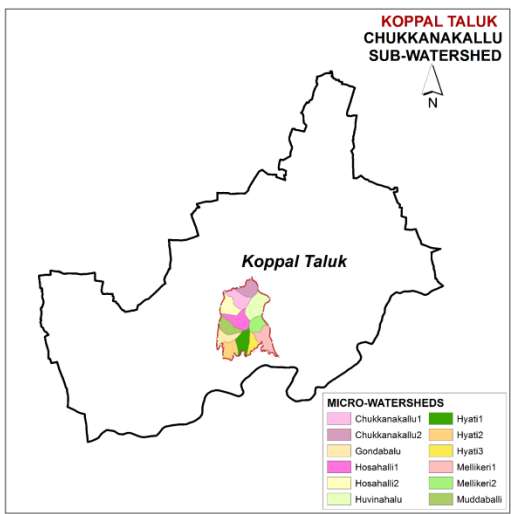 KOPPAL TALUK
CHUKKANAKALLU
SUB-WATERSHED
N
Koppal Taluk
MICRO-WATERSHEDS
Chukkanakallu1
Chukkanakallu2
Gondabalu
Hosahalli1
Hosahalli2
Huvinahalu
Hyati1
Hyati2
Hyati3
Mellikeri1
Mellikeri2
Muddaballi